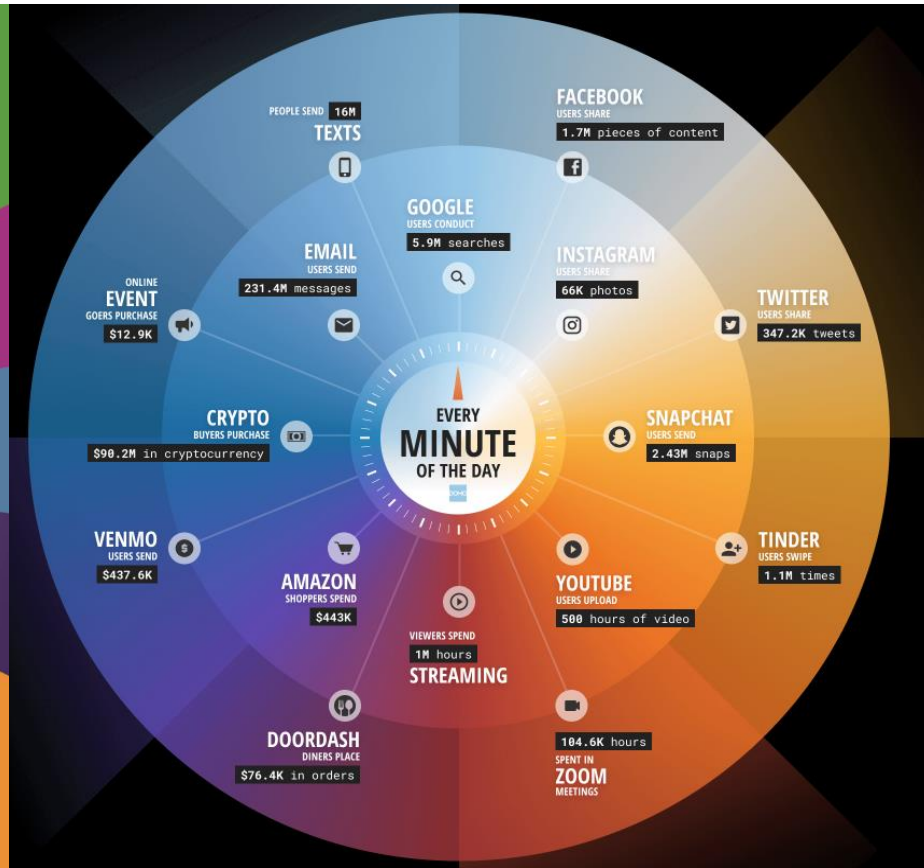 PEOPLE SEND 16M
TEXTS
FACEBOOK
USERS SHARE
1.7M pieces of content
GOOGLE
USERS CONDUCT
5.9M searches
EMAIL
USERS SEND
231.4M messages
INSTAGRAM
USERS SHARE
66K photos
ONLINE
EVENT
GOERS PURCHASE
$12.9K
TWITTER
USERS SHARE
347.2K tweets
CRYPTO
BUYERS PURCHASE
$90.2M in cryptocurrency
EVERY
MINUTE
OF THE DAY
DOMO
SNAPCHAT
USERS SEND
2.43M snaps
VENMO
USERS SEND
$437.6K
AMAZON
SHOPPERS SPEND
$443K
VIEWERS SPEND
1M hours
STREAMING
YOUTUBE
USERS UPLOAD
500 hours of video
TINDER
USERS SWIPE
1.1M times
DOORDASH
DINERS PLACE
$76.4K in orders
104.6K hours
SPENT IN
ZOOM
MEETINGS